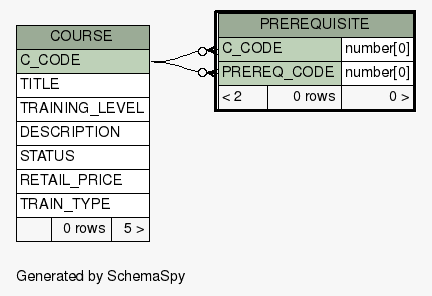 COURSE
C_CODE
TITLE
TRAINING_LEVEL
DESCRIPTION
STATUS
RETAIL_PRICE
TRAIN_TYPE
0 rows 5 >
PREREQUISITE
C_CODE number[0]
PREREQ_CODE number[0]
< 2 0 rows 0 >
Generated by SchemaSpy